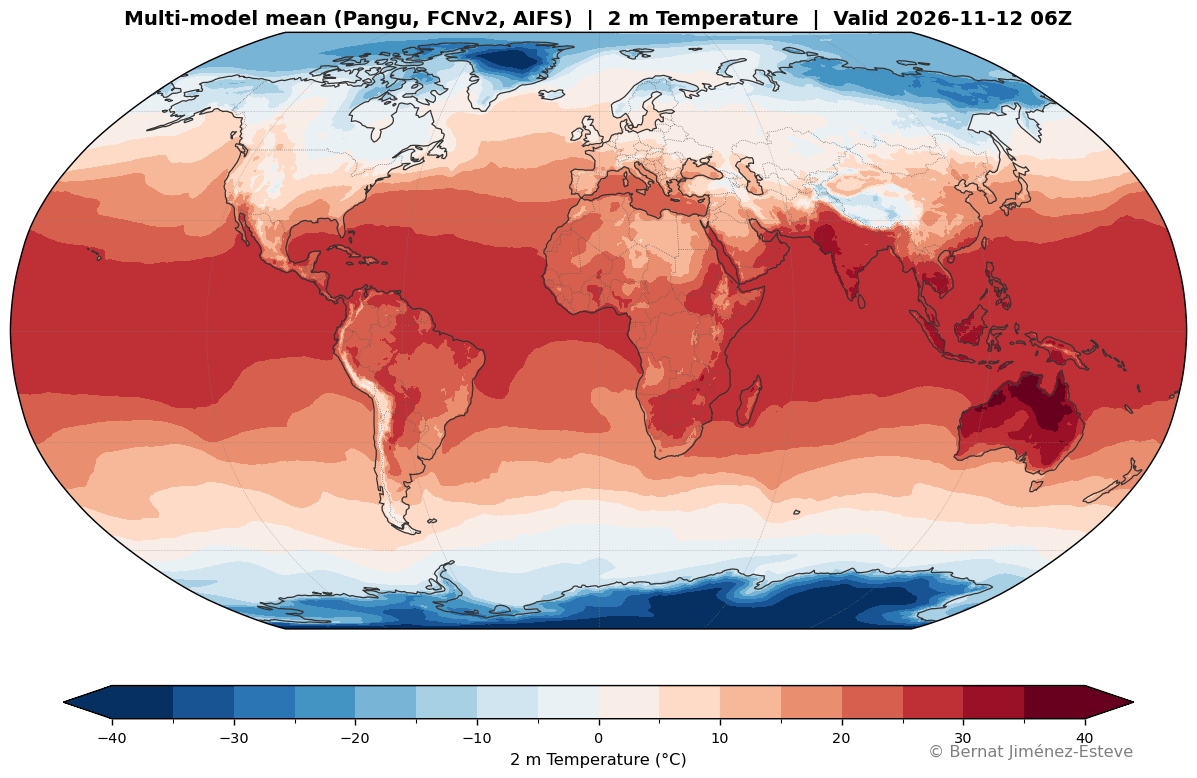 Multi-model mean (Pangu, FCNv2, AIFS)  |  2 m Temperature  |  Valid 2026-11-12 06Z
−40 −30 −20 −10 0 10 20 30 40
2 m Temperature (°C)
© Bernat Jiménez-Esteve